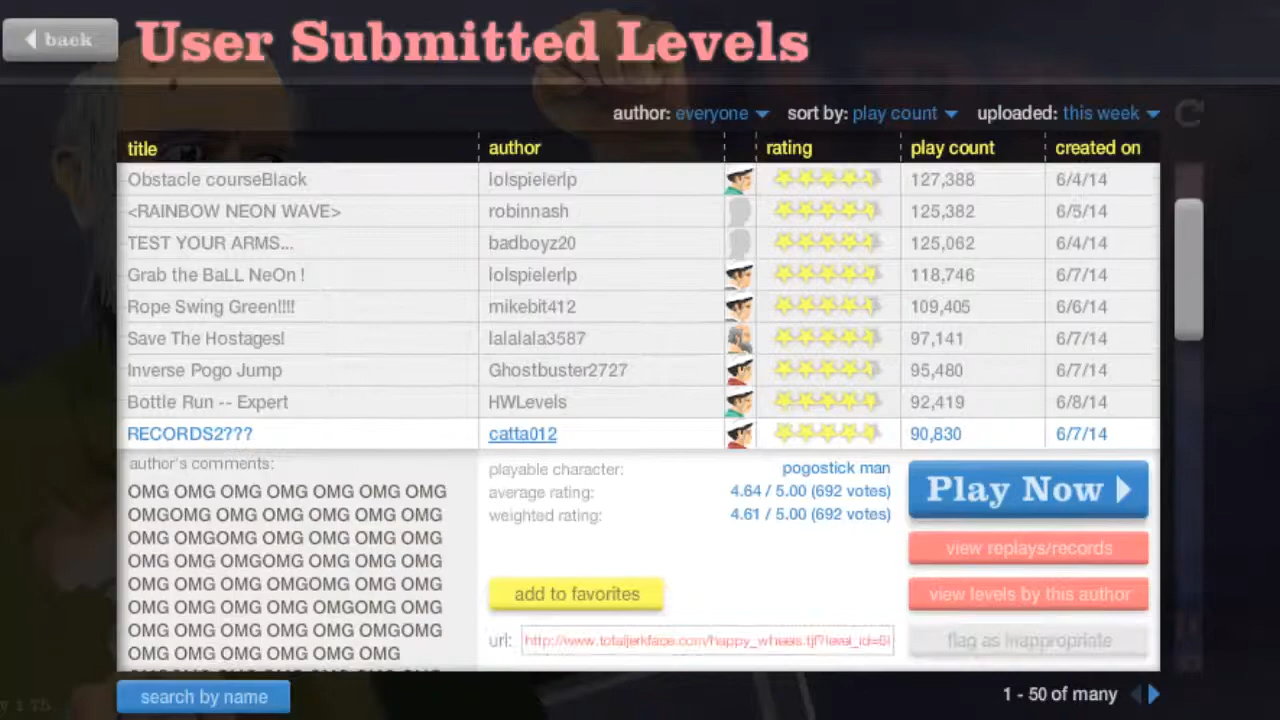 back
User Submitted Levels
author: everyone sort by: play count uploaded: this week
title author rating play count created on
Obstacle courseBlack lolspielerlp 127,388 6/4/14
<RAINBOW NEON WAVE> robinnash 125,382 6/5/14
TEST YOUR ARMS... badboyz20 125,062 6/4/14
Grab the BaLL NeOn ! lolspielerlp 118,746 6/7/14
Rope Swing Green!!!! mikebit412 109,405 6/6/14
Save The Hostages! lalalala3587 97,141 6/7/14
Inverse Pogo Jump Ghostbuster2727 95,480 6/7/14
Bottle Run -- Expert HWLevels 92,419 6/8/14
RECORDS2??? catta012 90,830 6/7/14
author's comments:
OMG OMG OMG OMG OMG OMG OMG
OMGOMG OMG OMG OMG OMG OMG
OMG OMGOMG OMG OMG OMG OMG
OMG OMG OMGOMG OMG OMG OMG
OMG OMG OMG OMGOMG OMG OMG
OMG OMG OMG OMG OMGOMG OMG
OMG OMG OMG OMG OMG OMGOMG
OMG OMG OMG OMG OMG OMG
playable character: pogostick man
average rating: 4.64 / 5.00 (692 votes)
weighted rating: 4.61 / 5.00 (692 votes)
add to favorites
url: http://www.totaljerkface.com/happy_wheels.tjf?level_id=
Play Now
view replays/records
view levels by this author
flag as inappropriate
search by name
1 - 50 of many
v 1.75